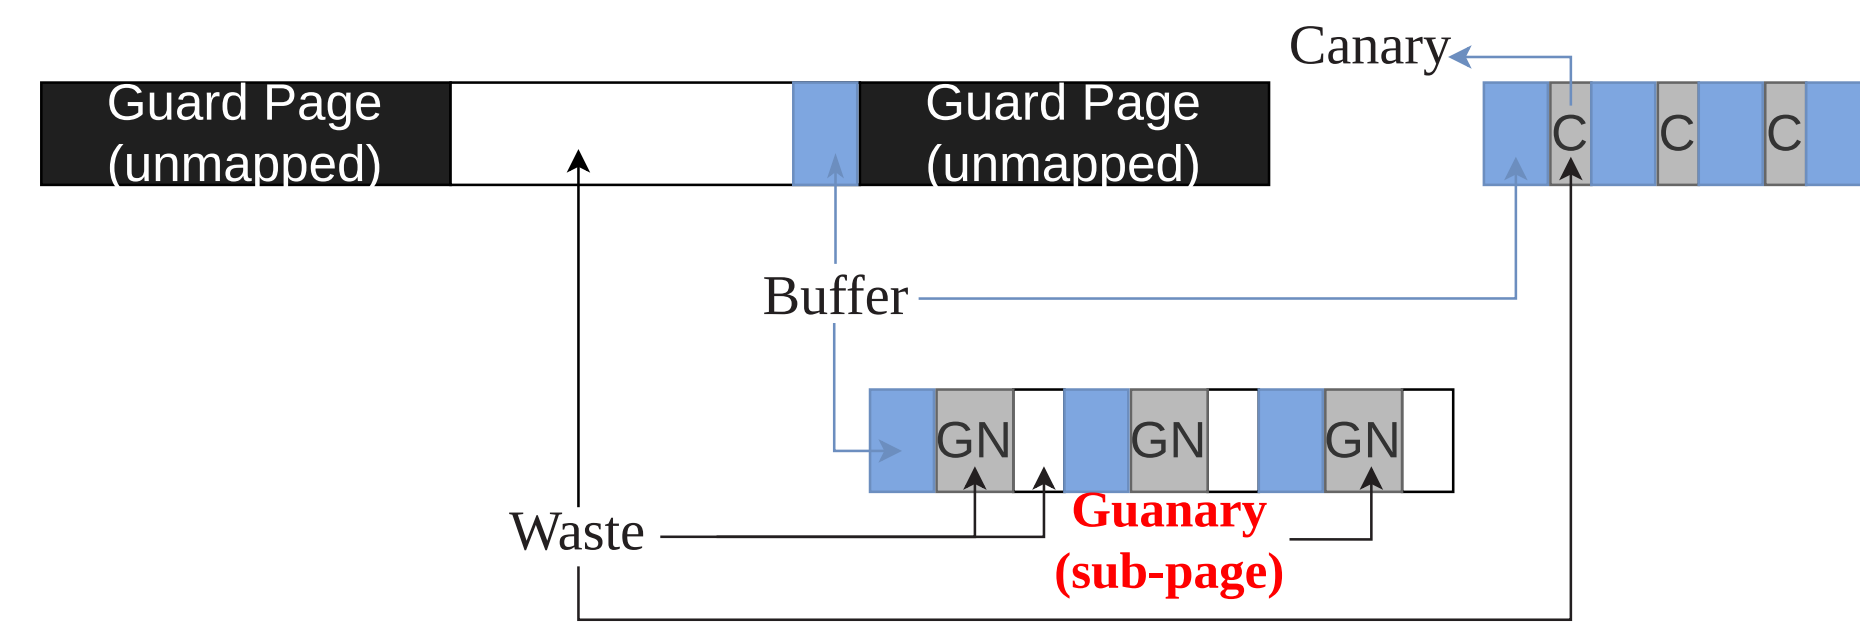 Canary
Guard Page
(unmapped)
Guard Page
(unmapped)
C
C
C
Buffer
GN
GN
GN
Waste
Guanary
(sub-page)